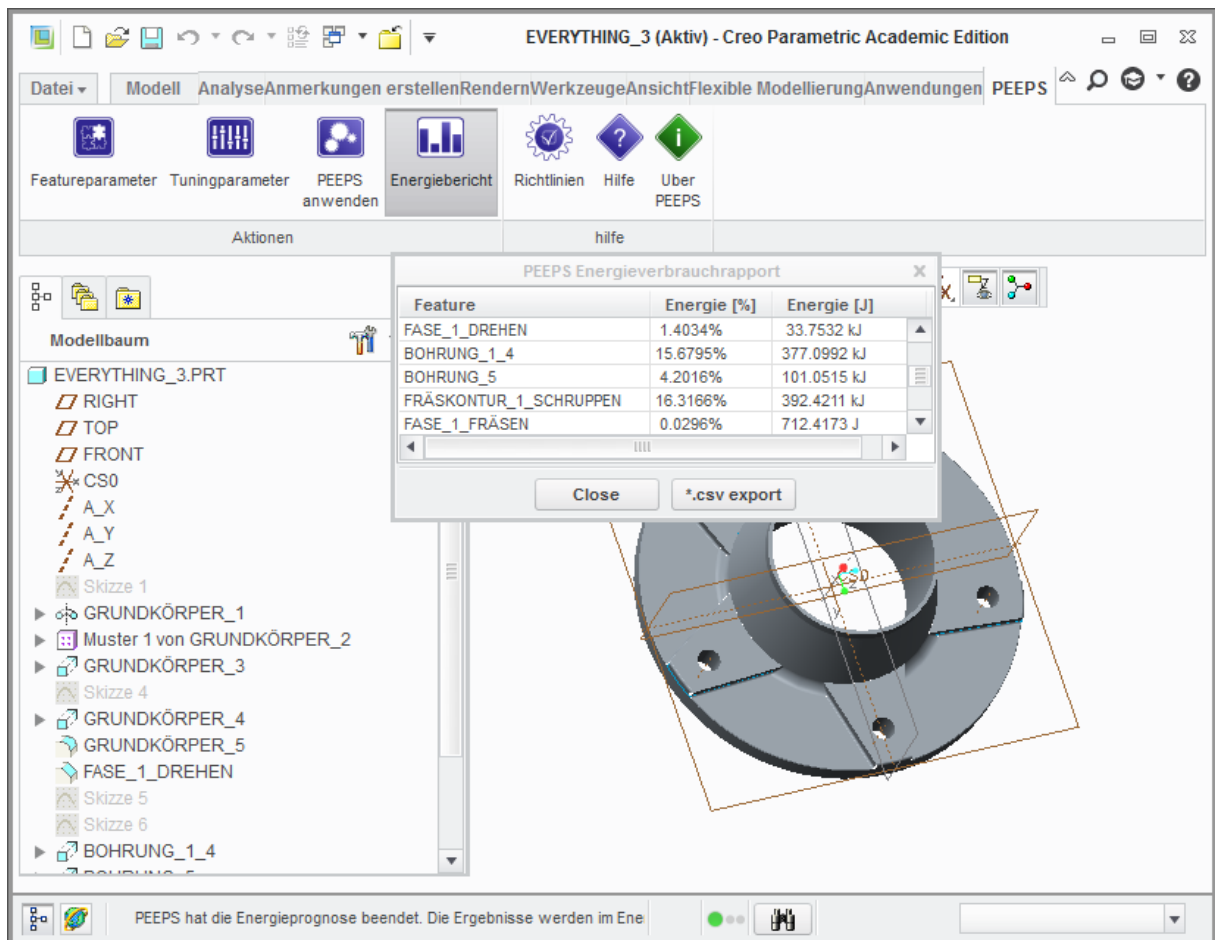 EVERYTHING_3 (Aktiv) - Creo Parametric Academic Edition
Datei Modell Analyse Anmerkungen erstellen Rendern Werkzeuge Ansicht Flexible Modellierung Anwendungen PEEPS
Featureparameter Tuningparameter PEEPS anwenden Energiebericht Richtlinien Hilfe Uber PEEPS
Aktionen hilfe
PEEPS Energieverbrauchrapport
Feature Energie [%] Energie [J]
FASE_1_DREHEN 1.4034% 33.7532 kJ
BOHRUNG_1_4 15.6795% 377.0992 kJ
BOHRUNG_5 4.2016% 101.0515 kJ
FRÄSKONTUR_1_SCHRUPPEN 16.3166% 392.4211 kJ
FASE_1_FRÄSEN 0.0296% 712.4173 J
Close *.csv export
Modellbaum
EVERYTHING_3.PRT
RIGHT
TOP
FRONT
CS0
A_X
A_Y
A_Z
Skizze 1
GRUNDKÖRPER_1
Muster 1 von GRUNDKÖRPER_2
GRUNDKÖRPER_3
Skizze 4
GRUNDKÖRPER_4
GRUNDKÖRPER_5
FASE_1_DREHEN
Skizze 5
Skizze 6
BOHRUNG_1_4
CS0
PEEPS hat die Energieprognose beendet. Die Ergebnisse werden im Ene